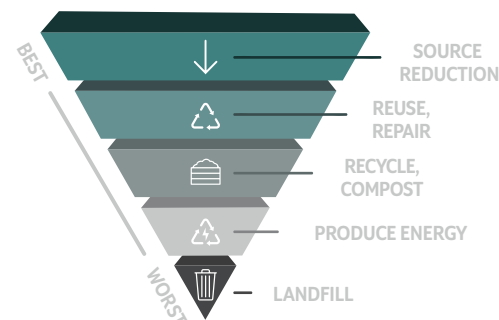 BEST
SOURCE
REDUCTION
REUSE,
REPAIR
RECYCLE,
COMPOST
PRODUCE ENERGY
WORST
LANDFILL